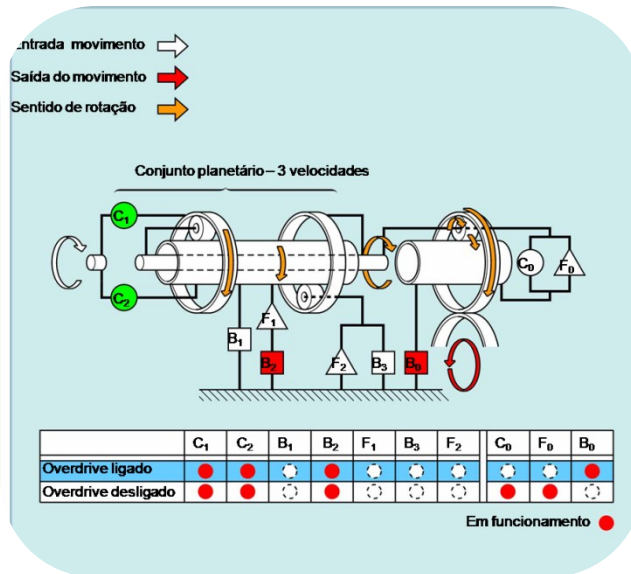 Entrada movimento
Saída do movimento
Sentido de rotação
Conjunto planetário – 3 velocidades
C1
C2
B1
F1
B2
F2
B3
B0
C0
F0
C1 C2 B1 B2 F1 B3 F2 C0 F0 B0
Overdrive ligado
Overdrive desligado
Em funcionamento